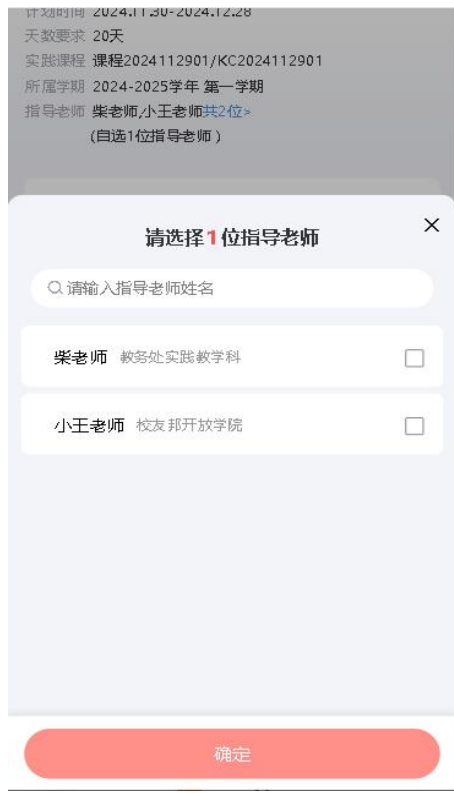 计划时间 2024.11.30-2024.12.28
天数要求 20天
实践课程 课程2024112901/KC2024112901
所属学期 2024-2025学年 第一学期
指导老师 柴老师,小王老师共2位>
(自选1位指导老师)
请选择1位指导老师
请输入指导老师姓名
柴老师 教务处实践教学科
小王老师 校友邦开放学院
确定